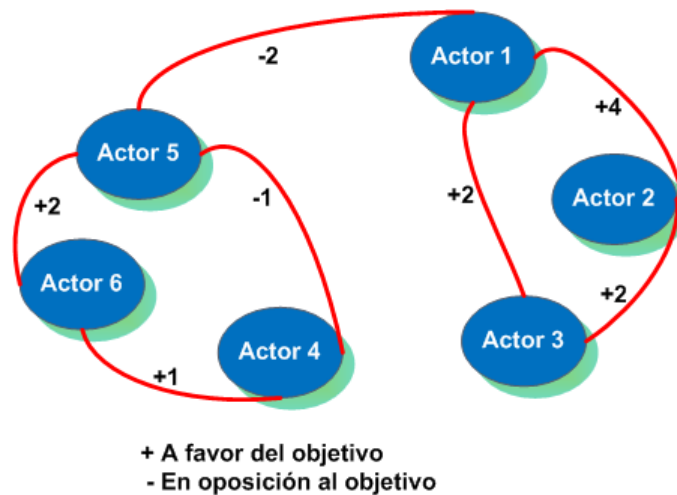 Actor 1
-2
+4
Actor 5
Actor 2
+2
-1
+2
Actor 6
+2
Actor 3
Actor 4
+1
+ A favor del objetivo
- En oposición al objetivo